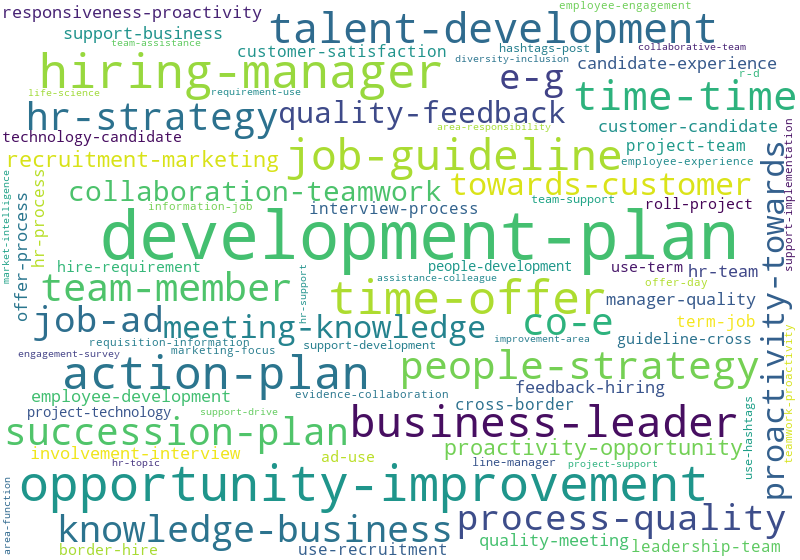 employee-engagement
responsiveness-proactivity
talent-development
support-business
team-assistance
customer-satisfaction
hashtags-post
collaborative-team
diversity-inclusion
candidate-experience
hiring-manager
e-g
r-d
life-science
requirement-use
time-time
hr-strategy
quality-feedback
technology-candidate
area-responsibility
customer-candidate
project-team
recruitment-marketing
job-guideline
employee-experience
support-implementation
market-intelligence
hr-process
collaboration-teamwork
towards-customer
team-support
roll-project
offer-process
information-job
interview-process
development-plan
proactivity-towards
hire-requirement
people-development
use-term
hr-team
assistance-colleague
offer-day
team-member
hr-support
time-offer
manager-quality
job-ad
meeting-knowledge
co-e
term-job
requisition-information
improvement-area
guideline-cross
engagement-survey
marketing-focus
support-development
teamwork-proactivity
action-plan
people-strategy
feedback-hiring
employee-development
evidence-collaboration
cross-border
project-technology
support-drive
business-leader
use-hashtags
succession-plan
proactivity-opportunity
involvement-interview
ad-use
hr-topic
line-manager
project-support
opportunity-improvement
area-function
knowledge-business
process-quality
border-hire
use-recruitment
quality-meeting
leadership-team